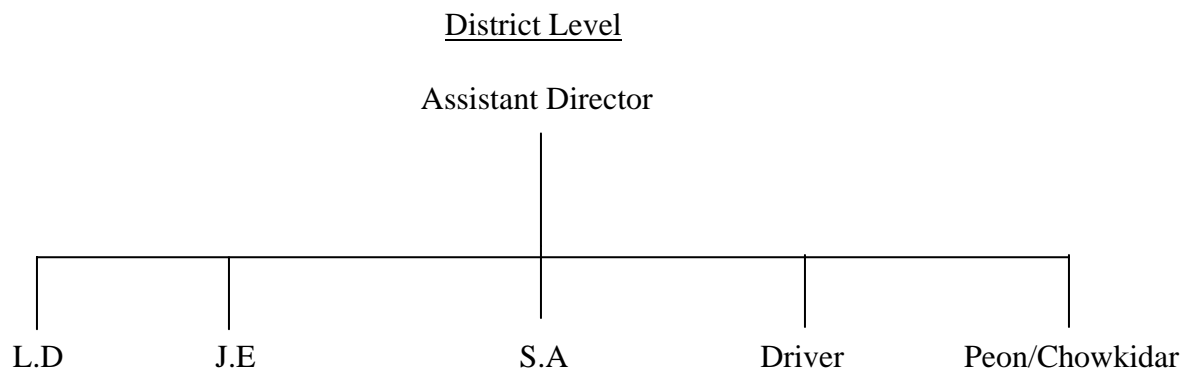 District Level
Assistant Director
L.D J.E S.A Driver Peon/Chowkidar